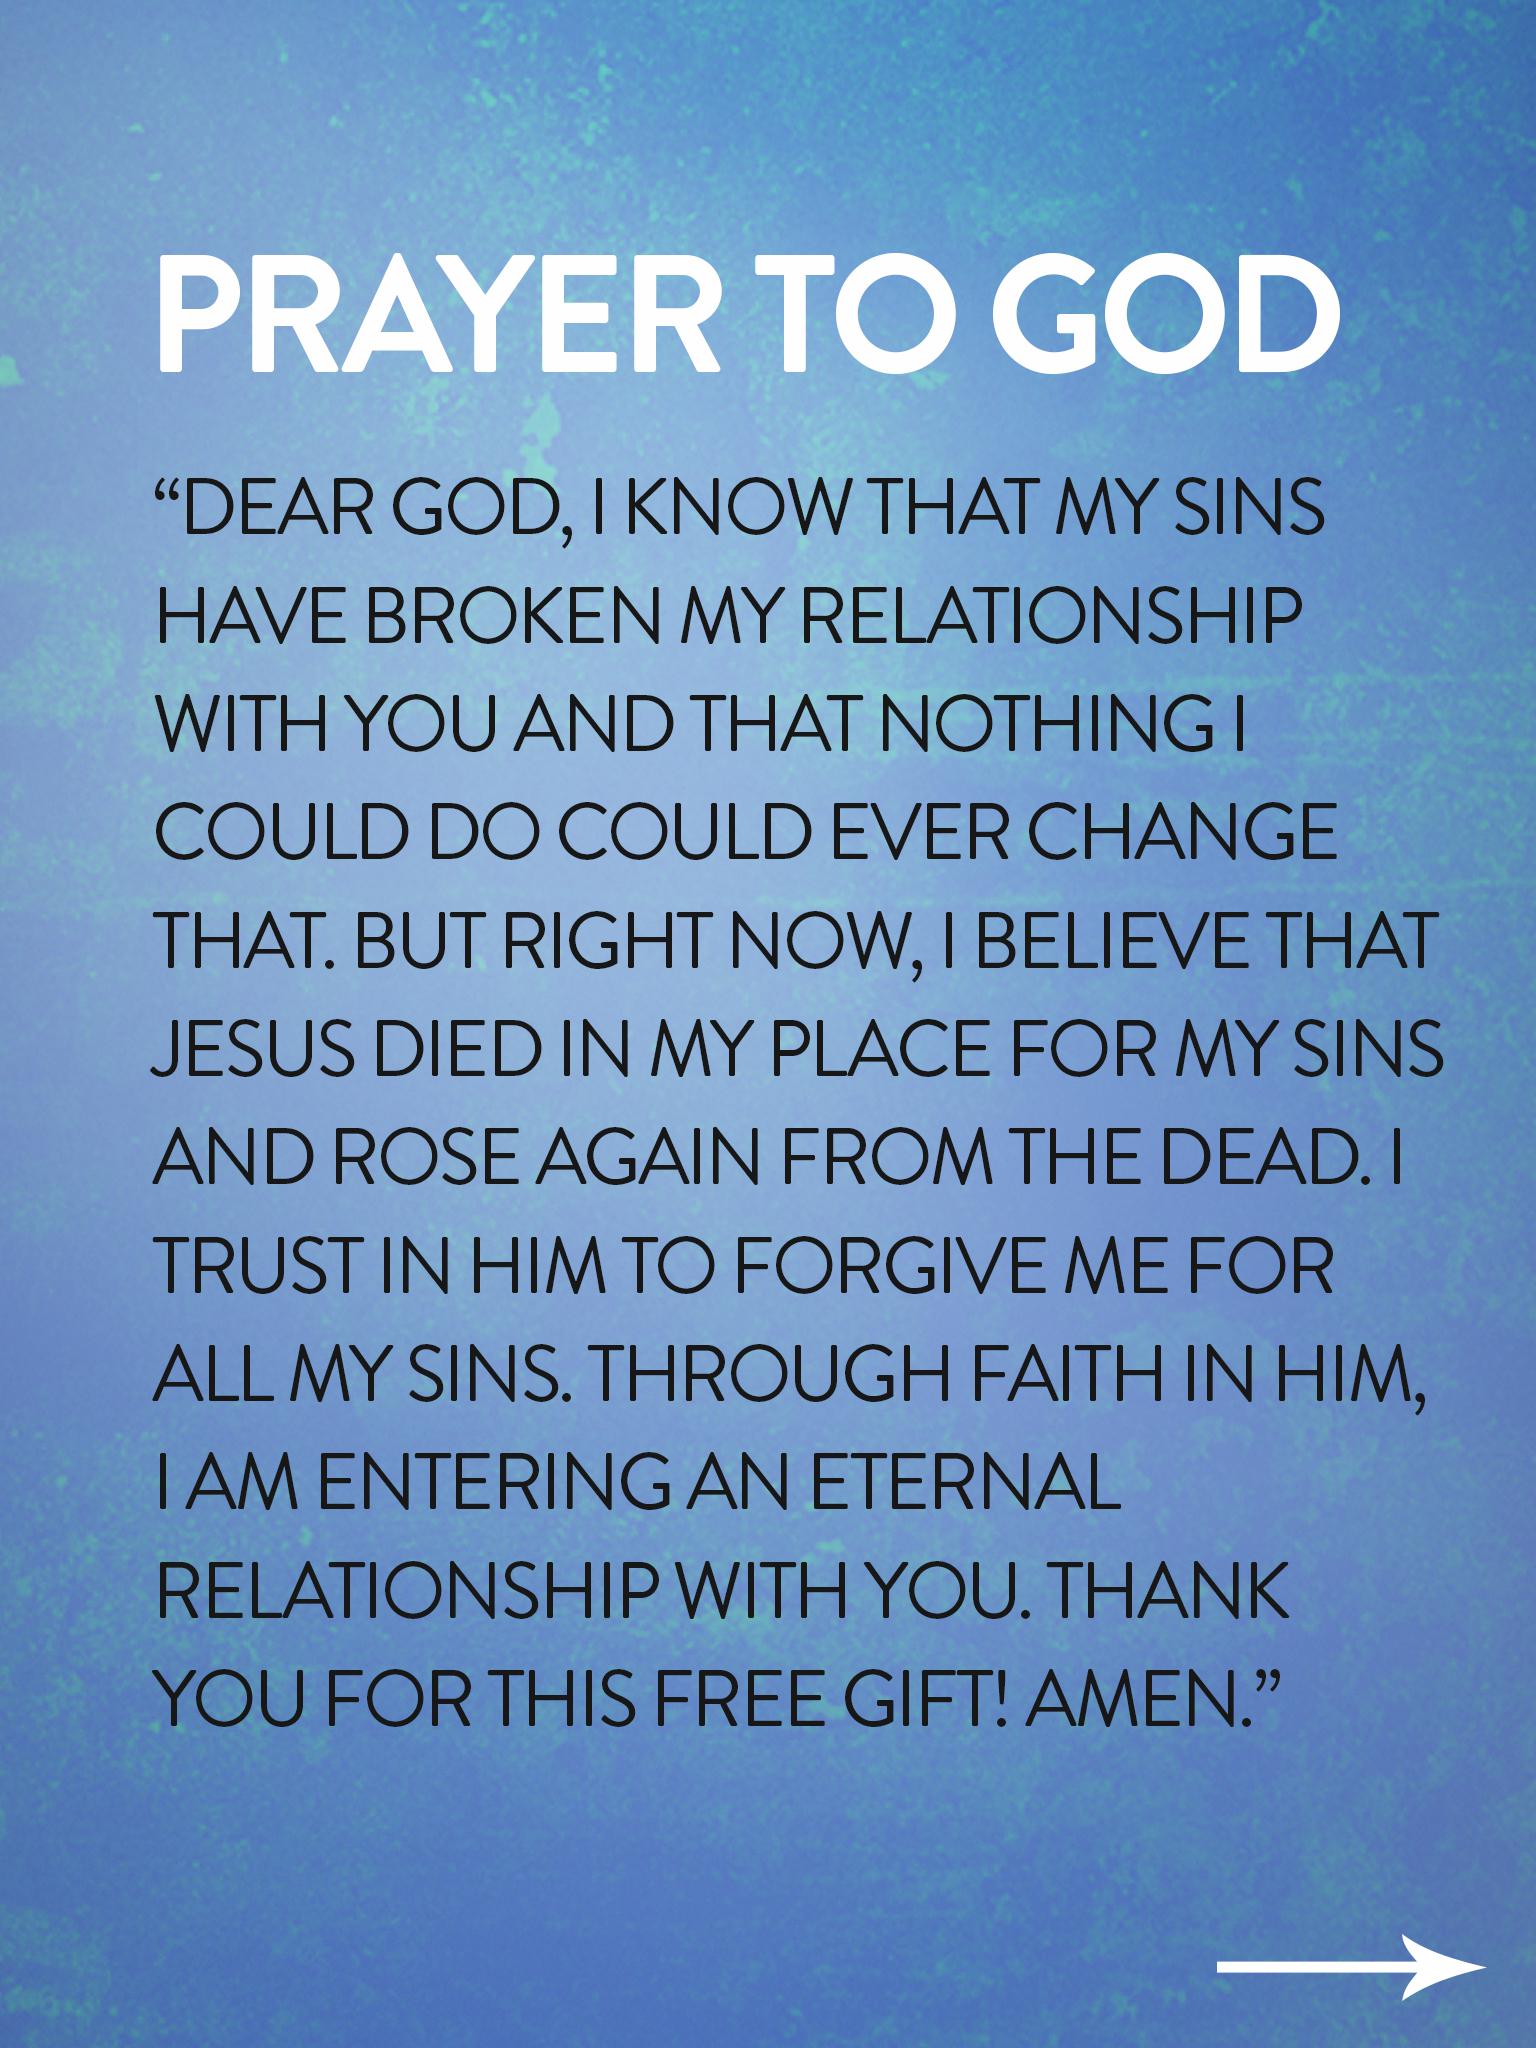 PRAYER TO GOD
“DEAR GOD, I KNOW THAT MY SINS
HAVE BROKEN MY RELATIONSHIP
WITH YOU AND THAT NOTHING I
COULD DO COULD EVER CHANGE
THAT. BUT RIGHT NOW, I BELIEVE THAT
JESUS DIED IN MY PLACE FOR MY SINS
AND ROSE AGAIN FROM THE DEAD. I
TRUST IN HIM TO FORGIVE ME FOR
ALL MY SINS. THROUGH FAITH IN HIM,
I AM ENTERING AN ETERNAL
RELATIONSHIP WITH YOU. THANK
YOU FOR THIS FREE GIFT! AMEN.”